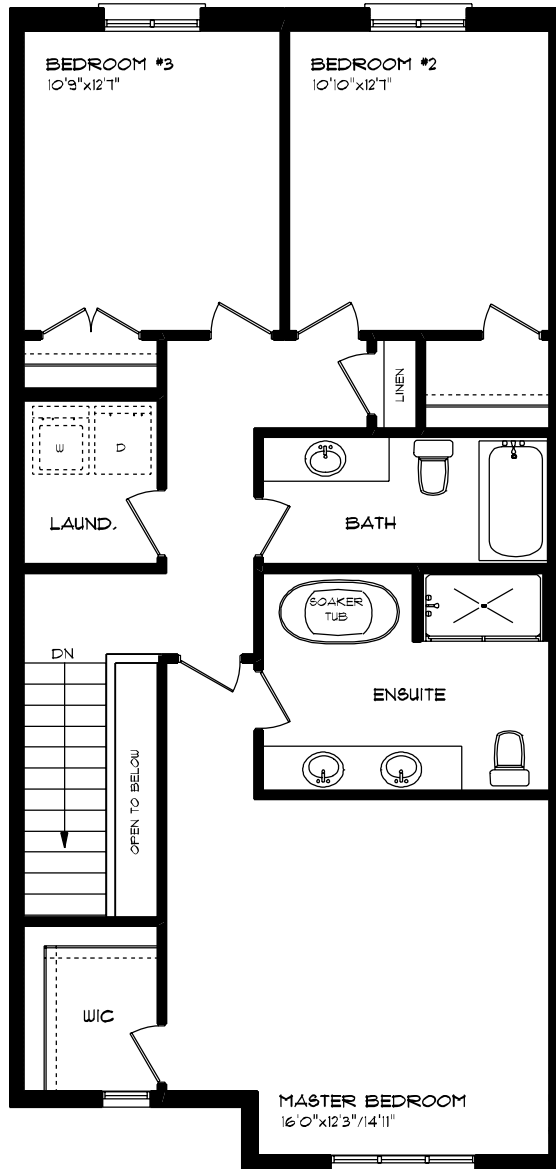 BEDROOM #3
10'9"x12'7"
BEDROOM #2
10'10"x12'7"
LINEN
W
D
LAUND.
BATH
SOAKER
TUB
DN
ENSUITE
OPEN TO BELOW
WIC
MASTER BEDROOM
16'0"x12'3"/14'11"